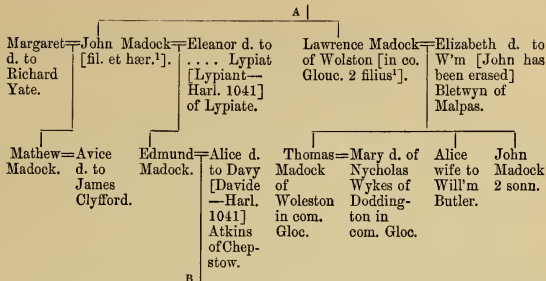 A
Margaret
d. to
Richard
Yate.
John Madock
[fil. et hær.¹].
Eleanor d. to
.... Lypiat
[Lypiant—
Harl. 1041]
of Lypiate.
Lawrence Madock
of Wolston [in co.
Glouc. 2 filius¹].
Elizabeth d. to
W'm [John has
been erased]
Bletwyn of
Malpas.
Mathew
Madock.
Avice
d. to
James
Clyfford.
Edmund
Madock.
Alice d.
to Davy
[Davide
—Harl.
1041]
Atkins
of Chep-
stow.
Thomas
Madock
of
Woleston
in com.
Gloc.
Mary d. of
Nycholas
Wykes of
Dodding-
ton in
com. Gloc.
Alice
wife to
Will'm
Butler.
John
Madock
2 sonn.
B